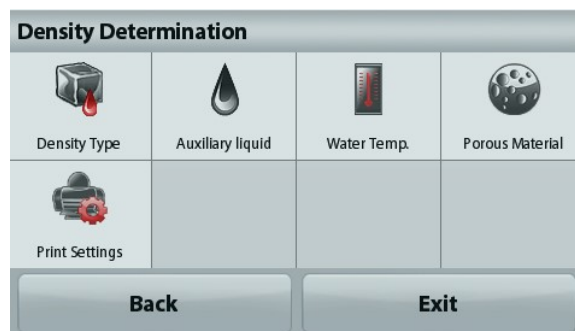 Density Determination
Density Type Auxiliary liquid Water Temp. Porous Material
Print Settings
Back Exit